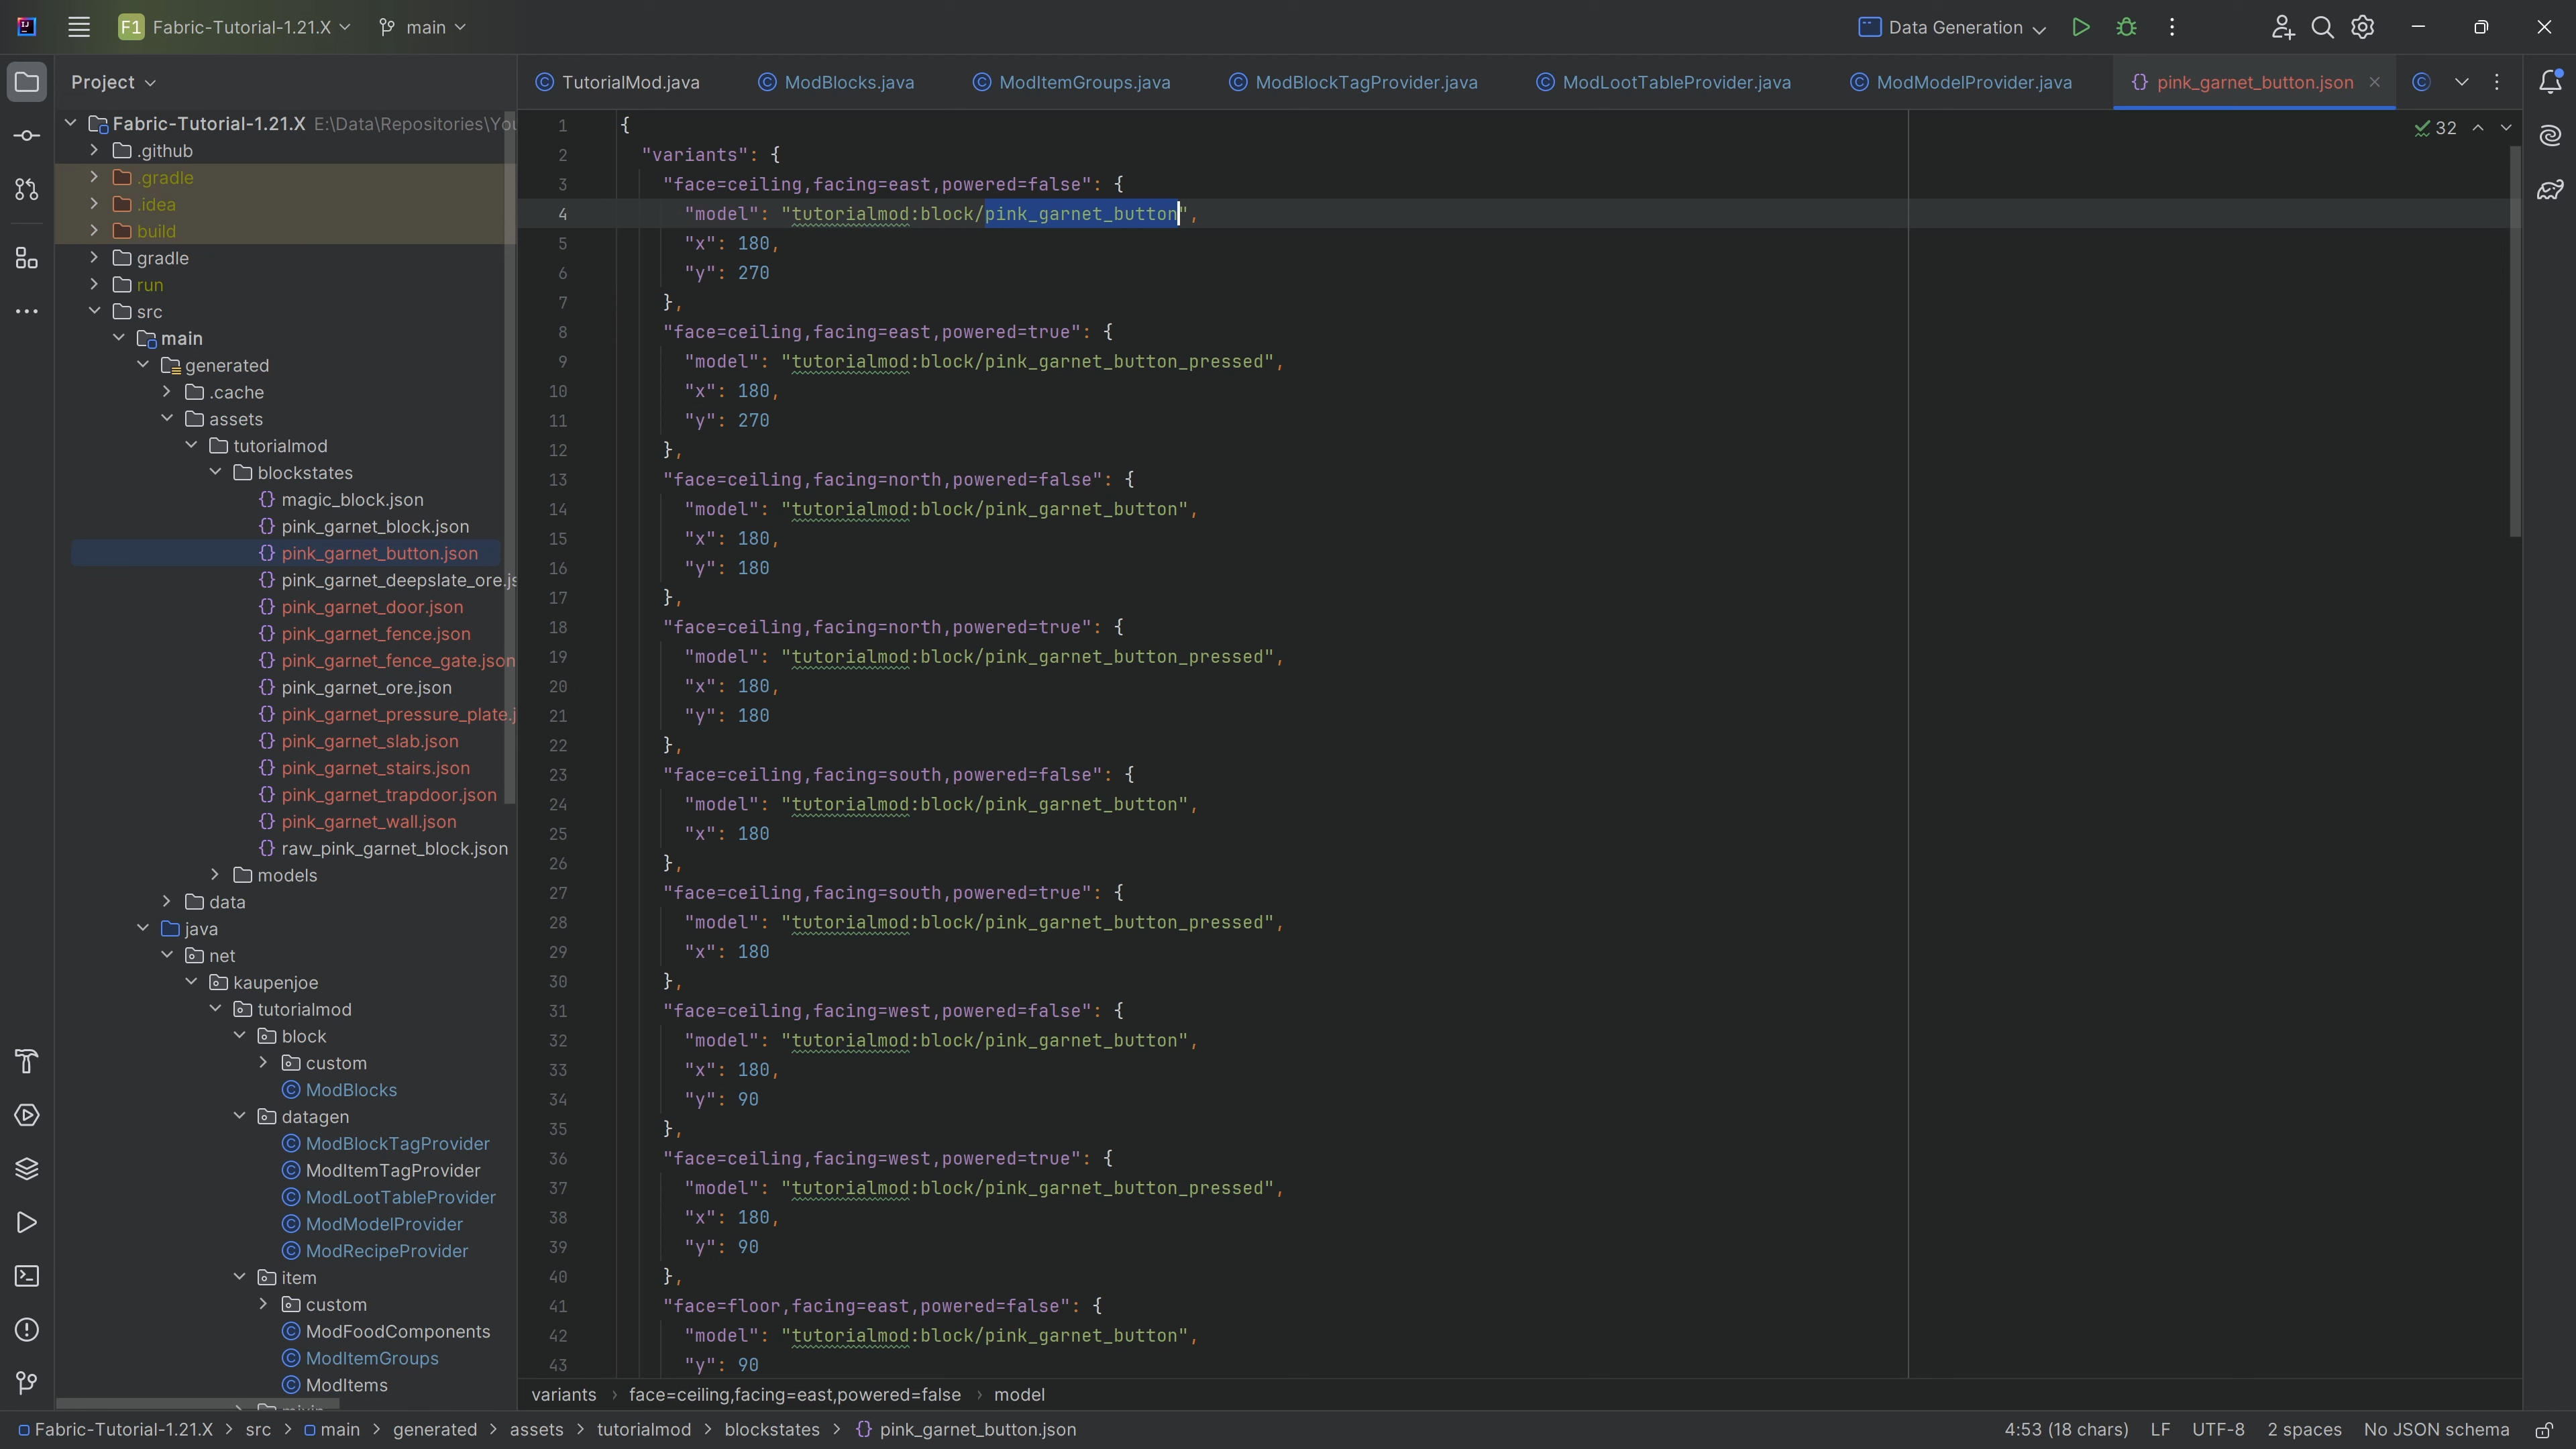 F1 Fabric-Tutorial-1.21.X main Data Generation
Project
TutorialMod.java ModBlocks.java ModItemGroups.java ModBlockTagProvider.java ModLootTableProvider.java ModModelProvider.java {} pink_garnet_button.json
Fabric-Tutorial-1.21.X E:\Data\Repositories\You
.github
.gradle
.idea
build
gradle
run
src
main
generated
.cache
assets
tutorialmod
blockstates
{} magic_block.json
{} pink_garnet_block.json
{} pink_garnet_button.json
{} pink_garnet_deepslate_ore.js
{} pink_garnet_door.json
{} pink_garnet_fence.json
{} pink_garnet_fence_gate.json
{} pink_garnet_ore.json
{} pink_garnet_pressure_plate.j
{} pink_garnet_slab.json
{} pink_garnet_stairs.json
{} pink_garnet_trapdoor.json
{} pink_garnet_wall.json
{} raw_pink_garnet_block.json
models
data
java
net
kaupenjoe
tutorialmod
block
custom
ModBlocks
datagen
ModBlockTagProvider
ModItemTagProvider
ModLootTableProvider
ModModelProvider
ModRecipeProvider
item
custom
ModFoodComponents
ModItemGroups
ModItems
32
1 {
2 "variants": {
3 "face=ceiling,facing=east,powered=false": {
4 "model": "tutorialmod:block/pink_garnet_button",
5 "x": 180,
6 "y": 270
7 },
8 "face=ceiling,facing=east,powered=true": {
9 "model": "tutorialmod:block/pink_garnet_button_pressed",
10 "x": 180,
11 "y": 270
12 },
13 "face=ceiling,facing=north,powered=false": {
14 "model": "tutorialmod:block/pink_garnet_button",
15 "x": 180,
16 "y": 180
17 },
18 "face=ceiling,facing=north,powered=true": {
19 "model": "tutorialmod:block/pink_garnet_button_pressed",
20 "x": 180,
21 "y": 180
22 },
23 "face=ceiling,facing=south,powered=false": {
24 "model": "tutorialmod:block/pink_garnet_button",
25 "x": 180
26 },
27 "face=ceiling,facing=south,powered=true": {
28 "model": "tutorialmod:block/pink_garnet_button_pressed",
29 "x": 180
30 },
31 "face=ceiling,facing=west,powered=false": {
32 "model": "tutorialmod:block/pink_garnet_button",
33 "x": 180,
34 "y": 90
35 },
36 "face=ceiling,facing=west,powered=true": {
37 "model": "tutorialmod:block/pink_garnet_button_pressed",
38 "x": 180,
39 "y": 90
40 },
41 "face=floor,facing=east,powered=false": {
42 "model": "tutorialmod:block/pink_garnet_button",
43 "y": 90
variants › face=ceiling,facing=east,powered=false › model
Fabric-Tutorial-1.21.X > src > main > generated > assets > tutorialmod > blockstates > {} pink_garnet_button.json 4:53 (18 chars) LF UTF-8 2 spaces No JSON schema